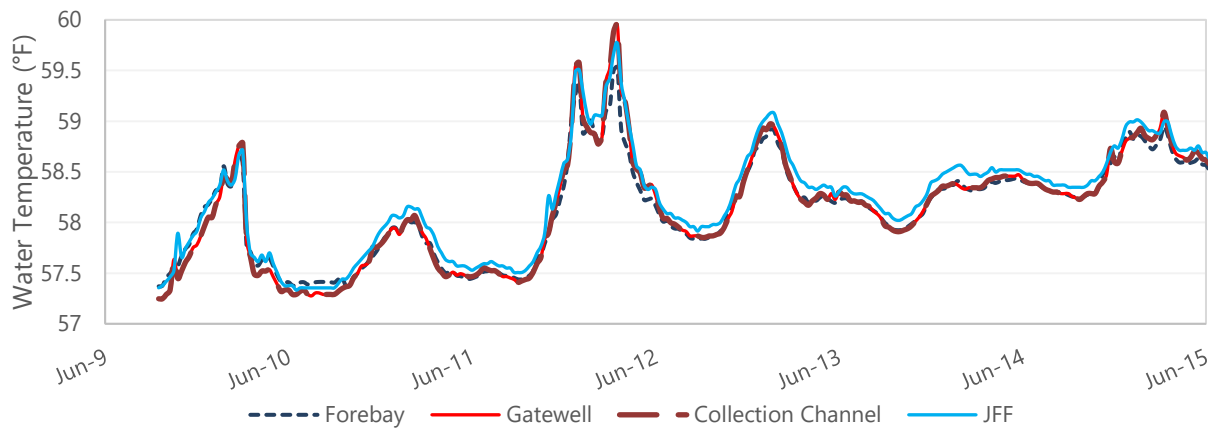 60
59.5
59
58.5
58
57.5
57
Water Temperature (°F)
Jun-9
Jun-10
Jun-11
Jun-12
Jun-13
Jun-14
Jun-15
Forebay Gatewell Collection Channel JFF